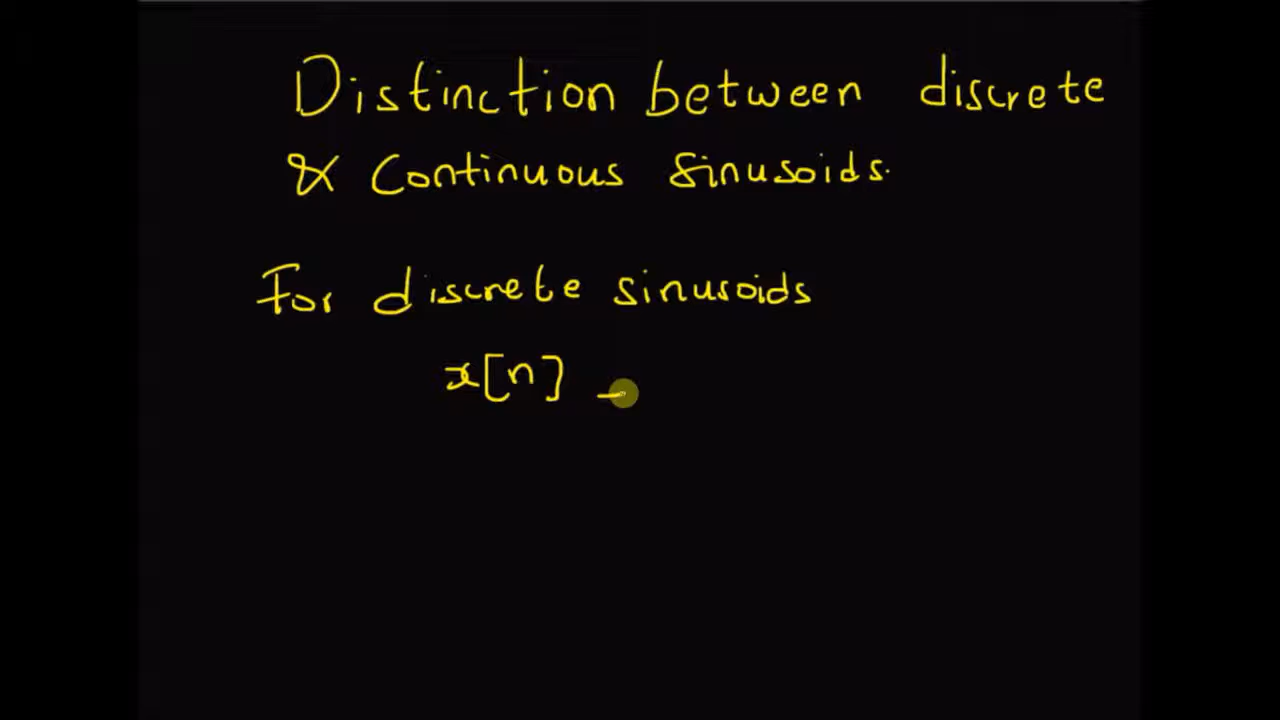 Distinction between discrete
& Continuous Sinusoids.
For discrete sinusoids
x[n] –